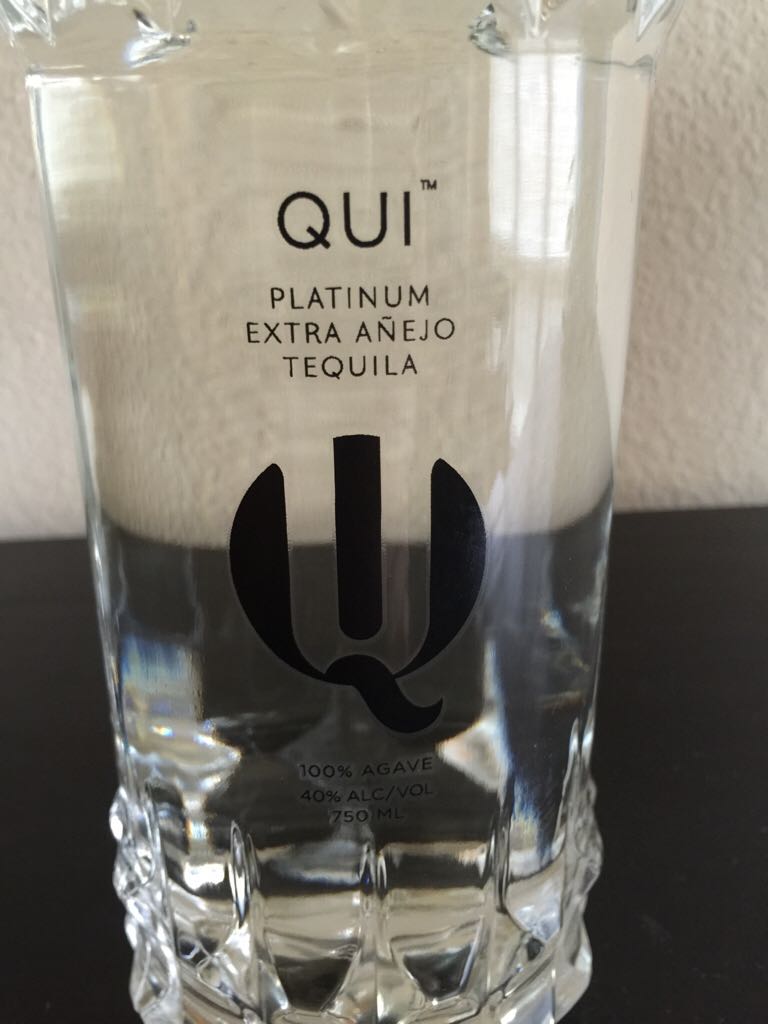 QUI™
PLATINUM
EXTRA AÑEJO
TEQUILA
100% AGAVE
40% ALC/VOL
750 ML